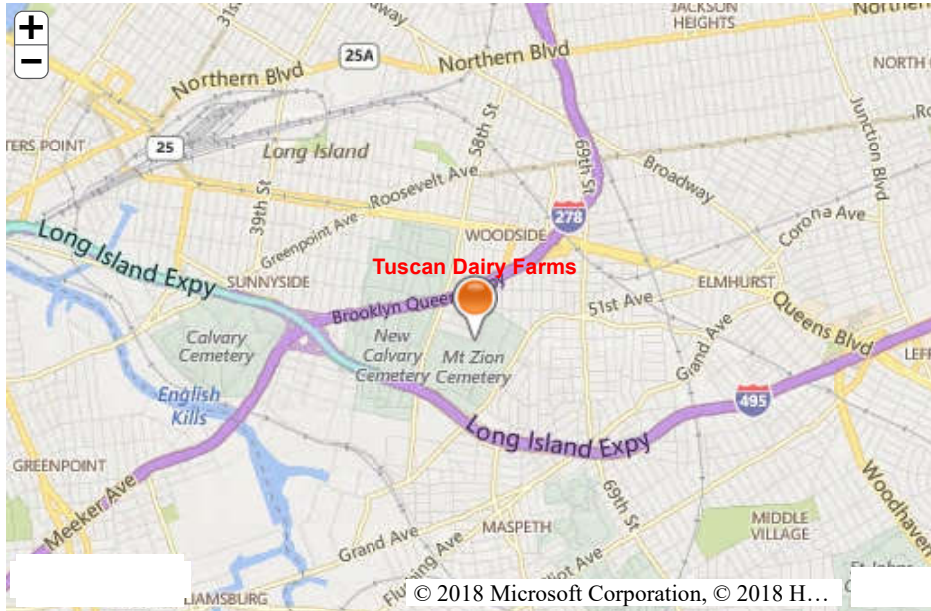 +
−
31st
25A
Northern Blvd
Northern Blvd
JACKSON
HEIGHTS
Northern
NORTH
TERS POINT
25
Long Island
58th St
69th St
Broadway
Junction Blvd
39th St
Greenpoint Ave
Roosevelt Ave
278
Corona Ave
WOODSIDE
Long Island Expy
SUNNYSIDE
Tuscan Dairy Farms
ELMHURST
Brooklyn Quee
51st Ave
Queens Blvd
Calvary
Cemetery
New
Calvary
Cemetery
Mt Zion
Cemetery
Grand Ave
LEFF
English
Kills
495
Long Island Expy
GREENPOINT
Meeker Ave
69th St
Woodhaven
MASPETH
MIDDLE
VILLAGE
Grand Ave
Flushing Ave
LIAMSBURG
© 2018 Microsoft Corporation, © 2018 H…